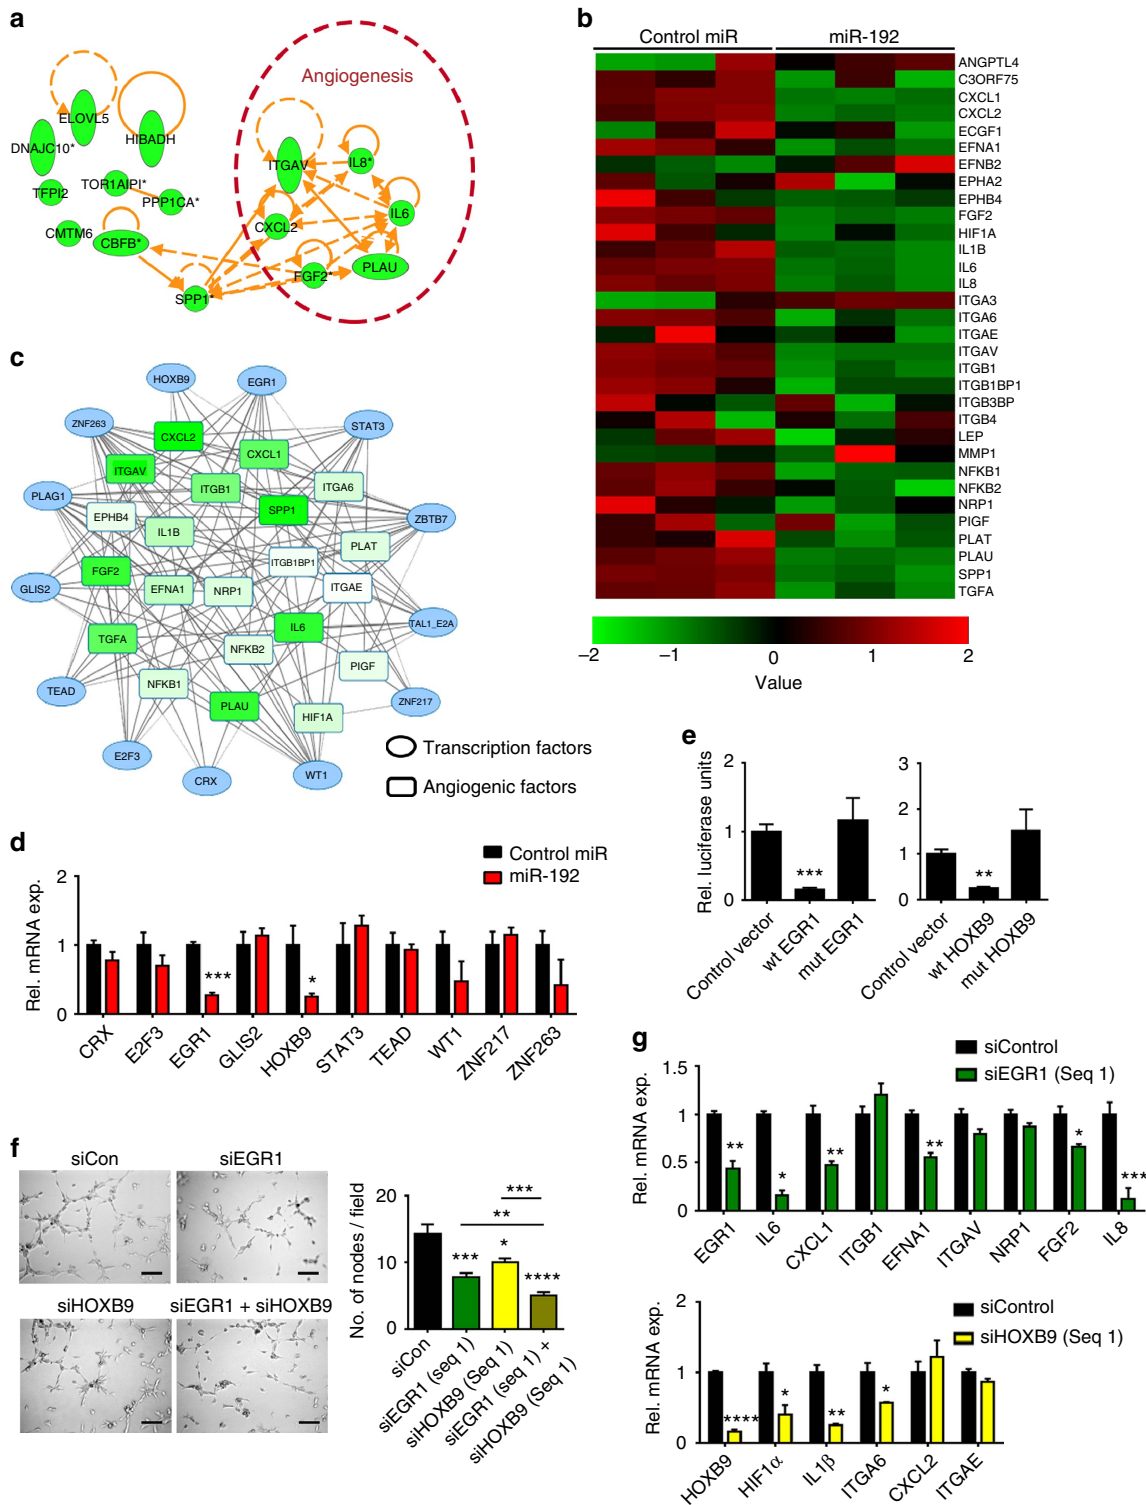 a
Angiogenesis
ELOVL5
DNAJC10*
HIBADH
TFPI2
TOR1AIPI*
PPP1CA*
CMTM6
CBFB*
SPP1*
ITGAV
IL8*
IL6
CXCL2
FGF2*
PLAU
b
Control miR
miR-192
ANGPTL4
C3ORF75
CXCL1
CXCL2
ECGF1
EFNA1
EFNB2
EPHA2
EPHB4
FGF2
HIF1A
IL1B
IL6
IL8
ITGA3
ITGA6
ITGAE
ITGAV
ITGB1
ITGB1BP1
ITGB3BP
ITGB4
LEP
MMP1
NFKB1
NFKB2
NRP1
PIGF
PLAT
PLAU
SPP1
TGFA
–2
–1
0
1
2
Value
c
HOXB9
EGR1
ZNF263
STAT3
CXCL2
CXCL1
ITGAV
ITGB1
ITGA6
PLAG1
SPP1
EPHB4
IL1B
ZBTB7
PLAT
ITGB1BP1
FGF2
GLIS2
EFNA1
NRP1
ITGAE
TGFA
IL6
TAL1_E2A
NFKB2
PIGF
NFKB1
TEAD
PLAU
HIF1A
ZNF217
E2F3
CRX
WT1
Transcription factors
Angiogenic factors
d
Control miR
miR-192
Rel. mRNA exp.
2
1
0
***
*
CRX
E2F3
EGR1
GLIS2
HOXB9
STAT3
TEAD
WT1
ZNF217
ZNF263
e
Rel. luciferase units
2
1
0
***
Control vector
wt EGR1
mut EGR1
3
2
1
0
**
Control vector
wt HOXB9
mut HOXB9
f
siCon
siEGR1
siHOXB9
siEGR1 + siHOXB9
No. of nodes / field
20
10
0
***
**
***
*
****
siCon
siEGR1 (seq 1)
siHOXB9 (Seq 1)
siEGR1 (seq 1) +
siHOXB9 (Seq 1)
g
siControl
siEGR1 (Seq 1)
Rel. mRNA exp.
1.5
1
0.5
0
**
*
**
**
*
***
EGR1
IL6
CXCL1
ITGB1
EFNA1
ITGAV
NRP1
FGF2
IL8
siControl
siHOXB9 (Seq 1)
Rel. mRNA exp.
2
1
0
****
*
**
*
HOXB9
HIF1α
IL1β
ITGA6
CXCL2
ITGAE